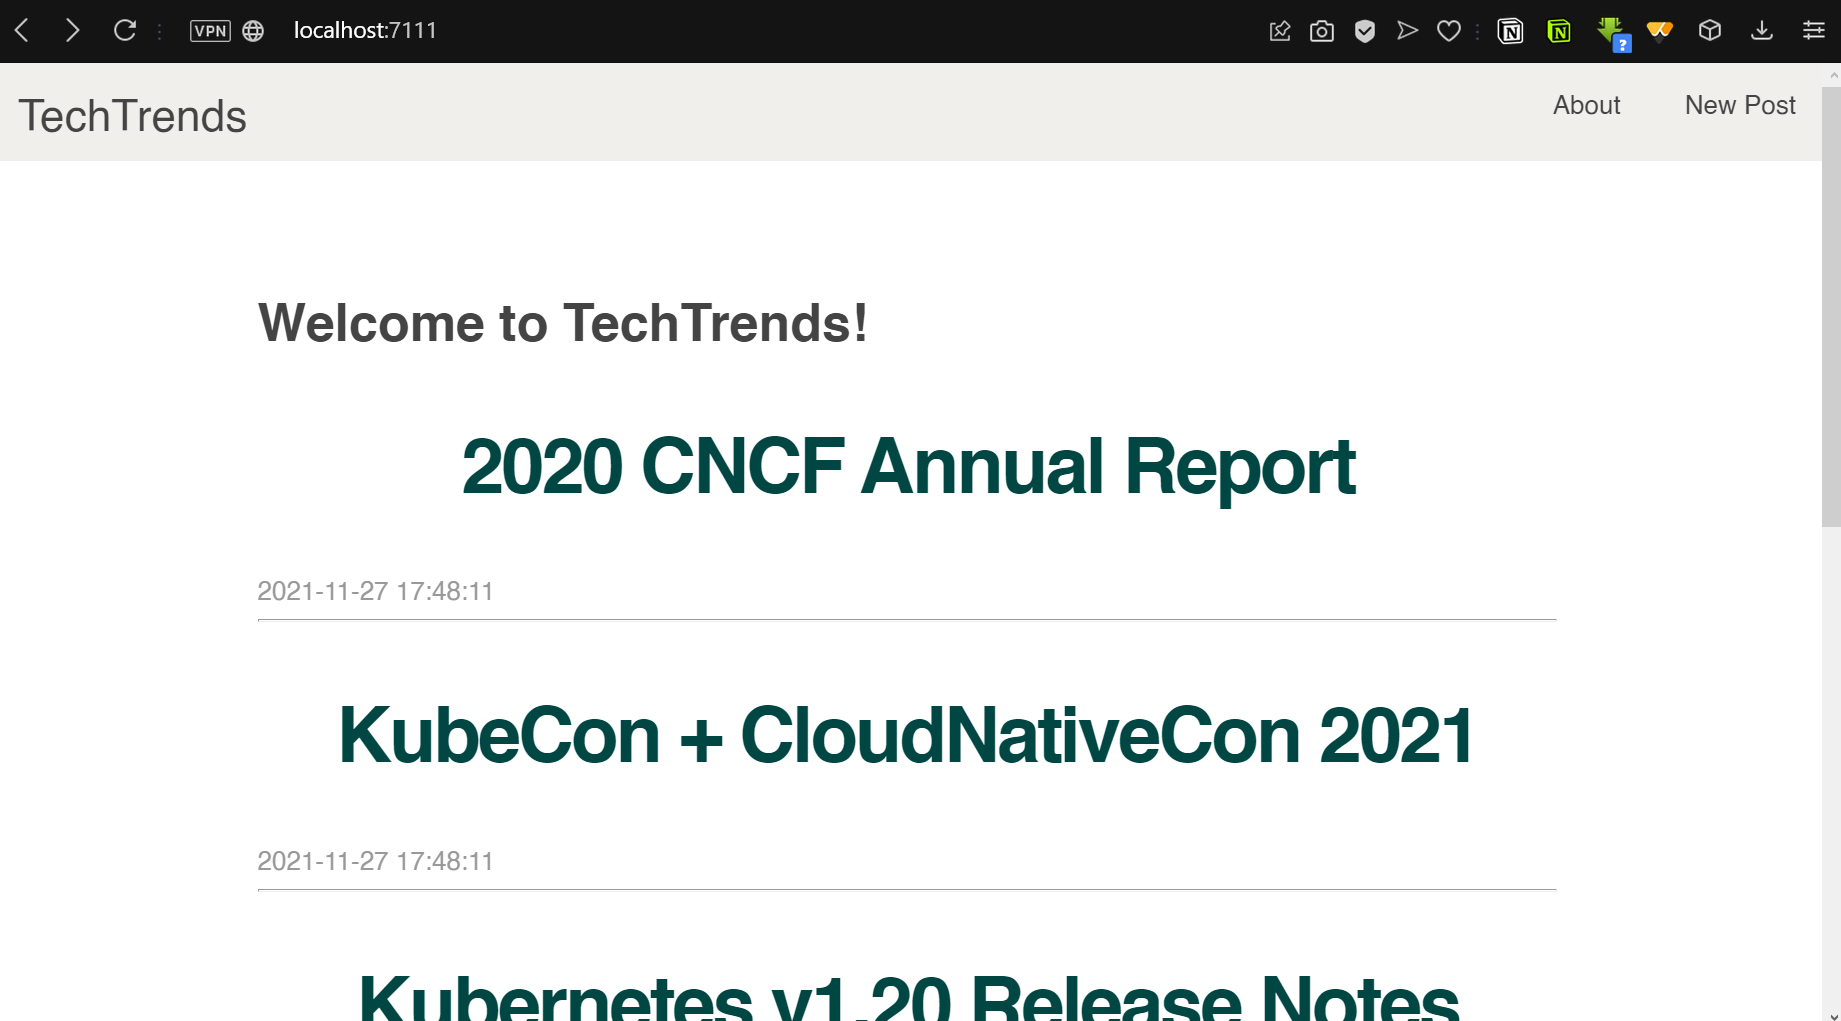 VPN localhost:7111
TechTrends
About New Post
Welcome to TechTrends!
2020 CNCF Annual Report
2021-11-27 17:48:11
KubeCon + CloudNativeCon 2021
2021-11-27 17:48:11
Kubernetes v1.20 Release Notes